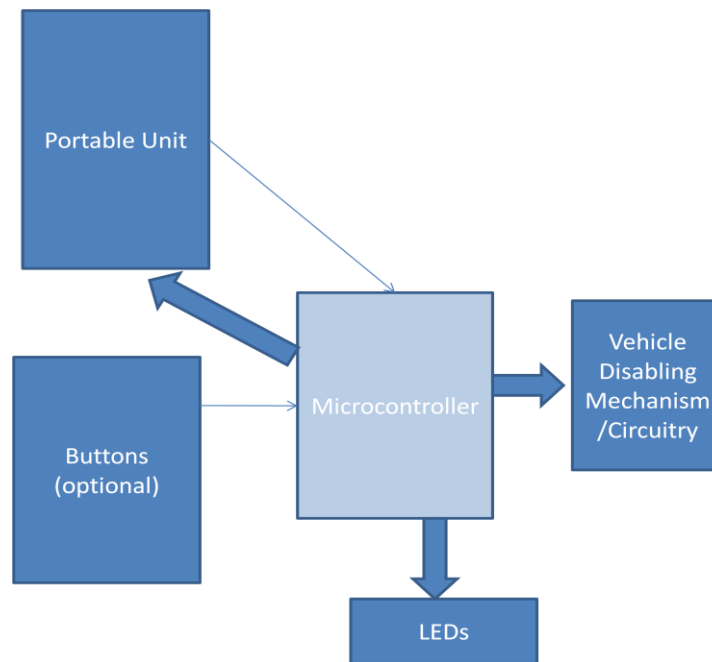 Portable Unit
Microcontroller
Vehicle
Disabling
Mechanism
/Circuitry
Buttons
(optional)
LEDs